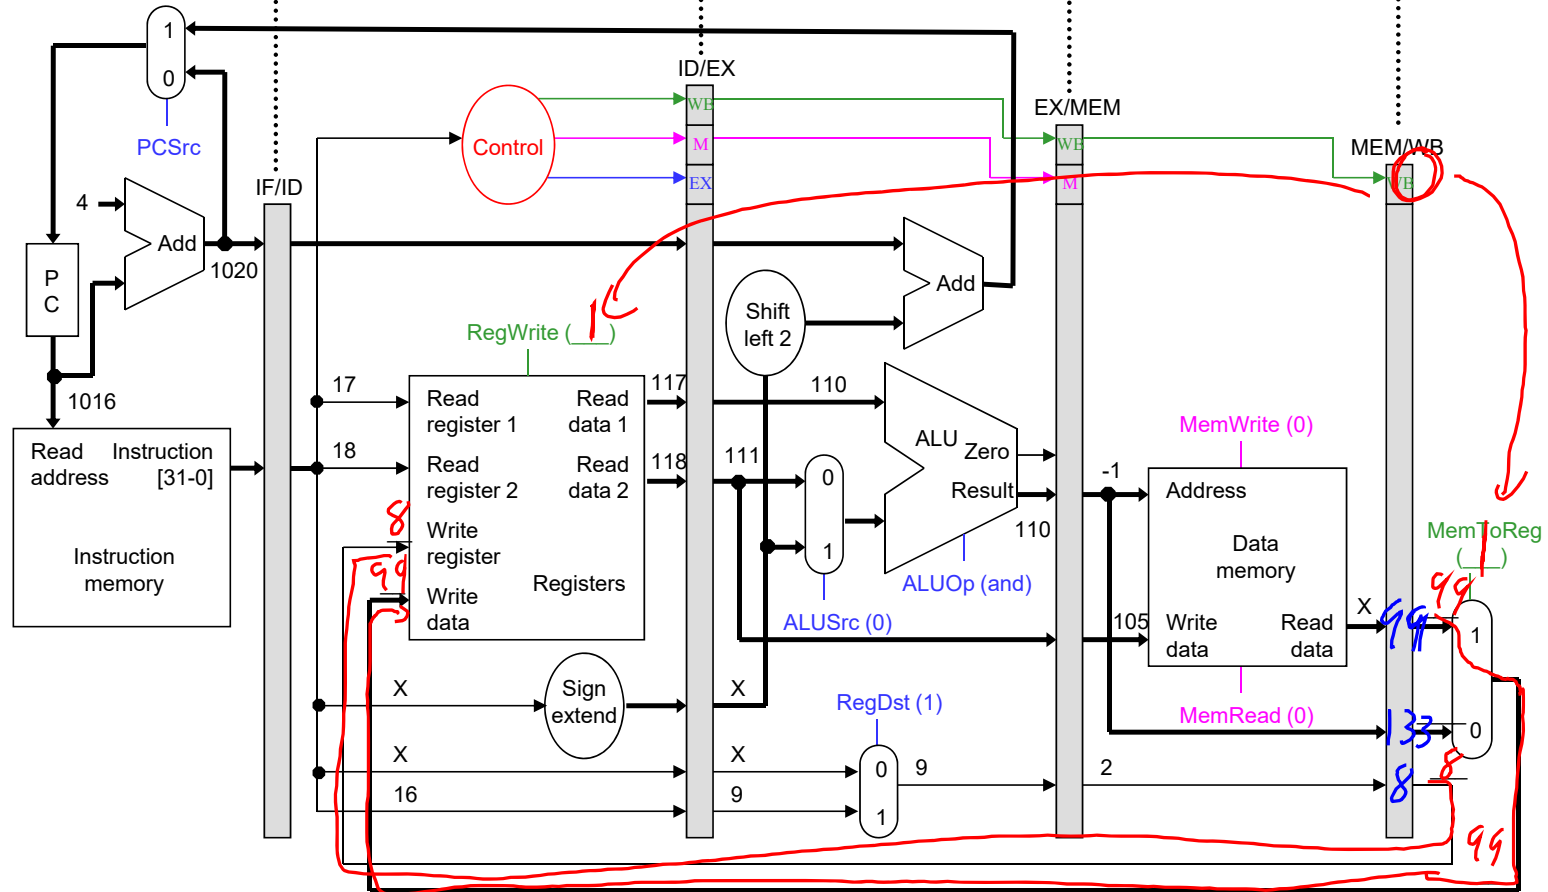 1
0
PCSrc
4
Add
1020
P
C
1016
Read
address
Instruction
[31-0]
Instruction
memory
IF/ID
Control
ID/EX
WB
M
EX
EX/MEM
WB
M
MEM/WB
WB
Add
Shift
left 2
RegWrite (___)
1
17
18
8
99
Read
register 1
Read
data 1
Read
register 2
Read
data 2
Write
register
Write
data
Registers
117
118
110
111
0
1
ALUSrc (0)
ALU
Zero
Result
ALUOp (and)
110
-1
105
MemWrite (0)
Address
Data
memory
Write
data
Read
data
MemRead (0)
X
MemToReg
(___)
1
99
99
1
0
133
8
8
99
X
Sign
extend
X
X
X
16
9
RegDst (1)
0
1
9
2